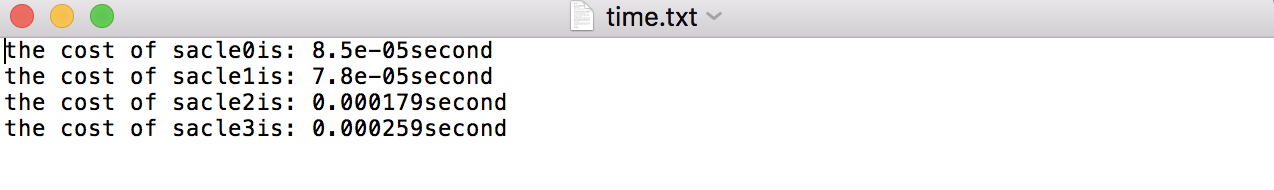 time.txt
the cost of sacle0is: 8.5e-05second
the cost of sacle1is: 7.8e-05second
the cost of sacle2is: 0.000179second
the cost of sacle3is: 0.000259second